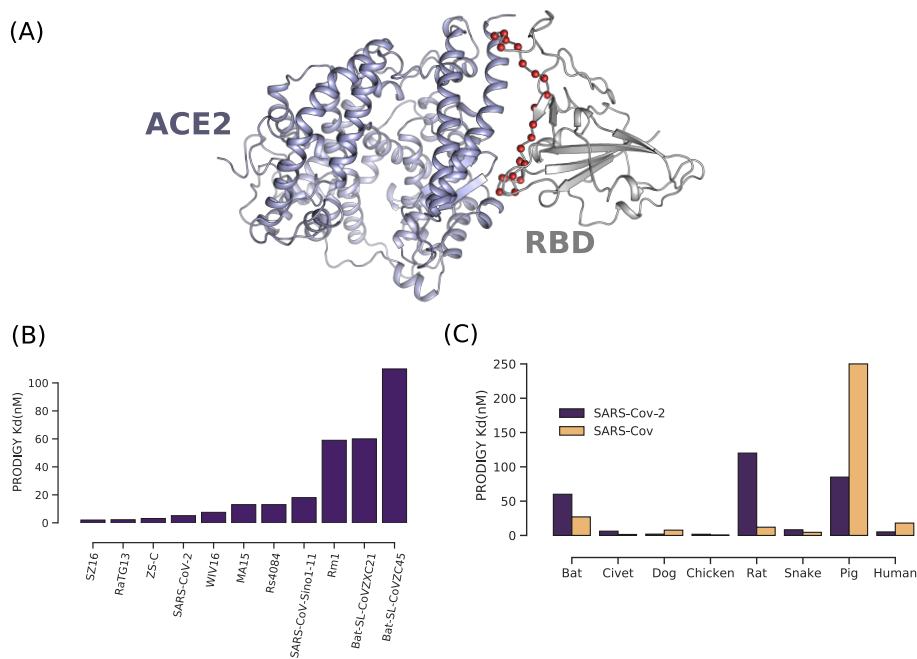 (A)
ACE2
RBD
(B)
PRODIGY Kd(nM)
100
80
60
40
20
0
SZ16
RaTG13
ZS-C
SARS-CoV-2
WIV16
MA15
Rs4084
SARS-CoV-Sino1-11
Rm1
Bat-SL-CoVZXC21
Bat-SL-CoVZC45
(C)
PRODIGY Kd(nM)
250
200
150
100
50
0
SARS-Cov-2
SARS-Cov
Bat
Civet
Dog
Chicken
Rat
Snake
Pig
Human